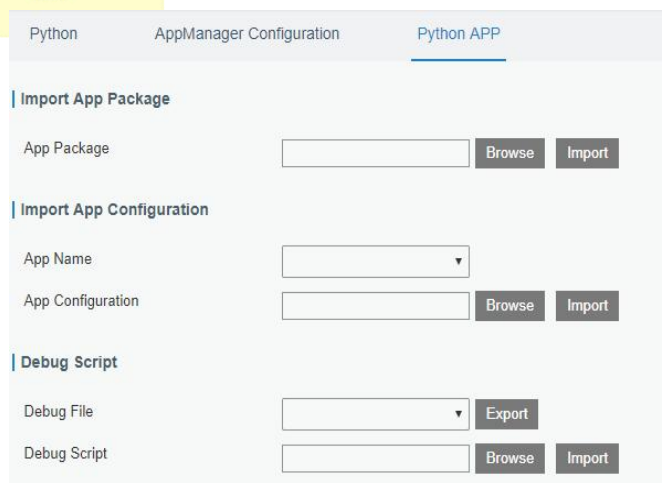 Python AppManager Configuration Python APP
Import App Package
App Package Browse Import
Import App Configuration
App Name
App Configuration Browse Import
Debug Script
Debug File Export
Debug Script Browse Import